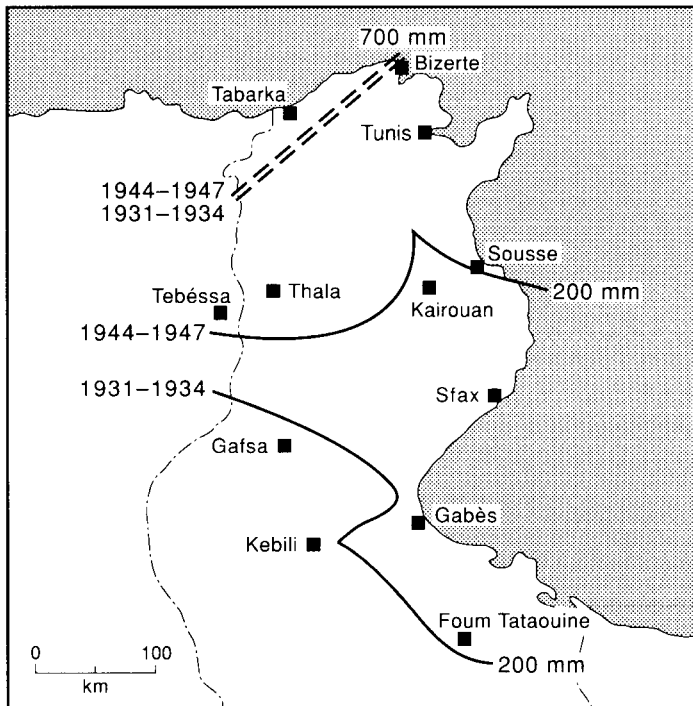 700 mm
Bizerte
Tabarka
Tunis
1944–1947
1931–1934
Sousse
200 mm
Thala
Kairouan
Tebéssa
1944–1947
1931–1934
Sfax
Gafsa
Gabès
Kebili
Foum Tataouine
200 mm
0 100
km